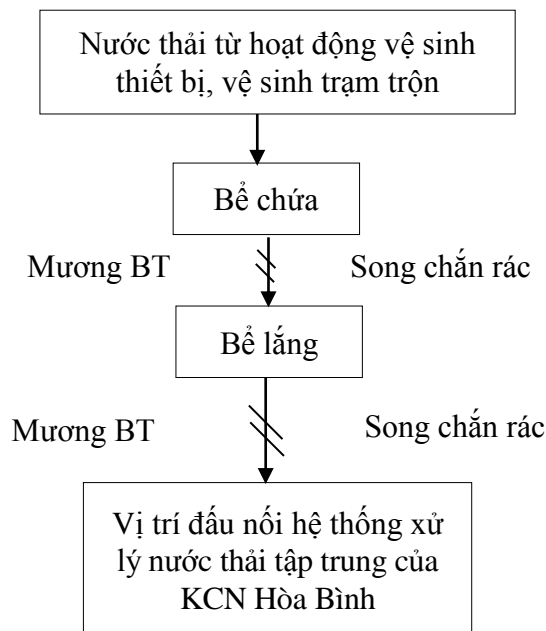 Nước thải từ hoạt động vệ sinh
thiết bị, vệ sinh trạm trộn
Bể chứa
Mương BT
Song chắn rác
Bể lắng
Mương BT
Song chắn rác
Vị trí đấu nối hệ thống xử
lý nước thải tập trung của
KCN Hòa Bình